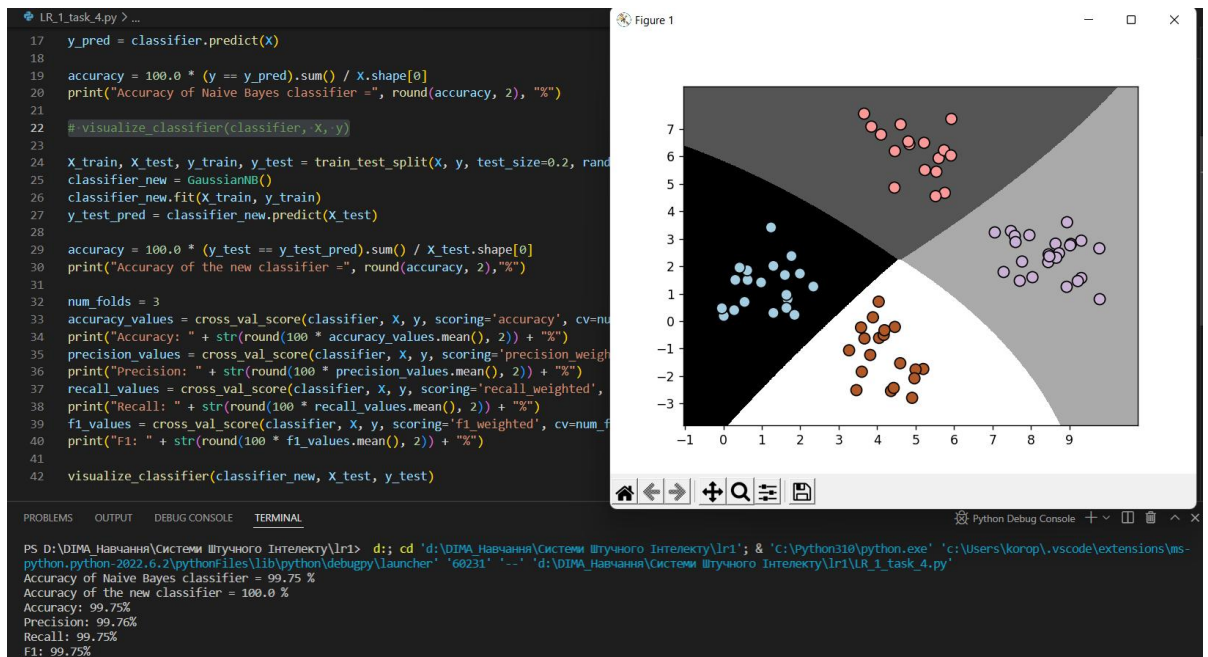 LR_1_task_4.py > ...
17 y_pred = classifier.predict(X)
18
19 accuracy = 100.0 * (y == y_pred).sum() / X.shape[0]
20 print("Accuracy of Naive Bayes classifier =", round(accuracy, 2), "%")
21
22 # visualize_classifier(classifier, X, y)
23
24 X_train, X_test, y_train, y_test = train_test_split(X, y, test_size=0.2, rand
25 classifier_new = GaussianNB()
26 classifier_new.fit(X_train, y_train)
27 y_test_pred = classifier_new.predict(X_test)
28
29 accuracy = 100.0 * (y_test == y_test_pred).sum() / X_test.shape[0]
30 print("Accuracy of the new classifier =", round(accuracy, 2),"%")
31
32 num_folds = 3
33 accuracy_values = cross_val_score(classifier, X, y, scoring='accuracy', cv=nu
34 print("Accuracy: " + str(round(100 * accuracy_values.mean(), 2)) + "%")
35 precision_values = cross_val_score(classifier, X, y, scoring='precision_weigh
36 print("Precision: " + str(round(100 * precision_values.mean(), 2)) + "%")
37 recall_values = cross_val_score(classifier, X, y, scoring='recall_weighted',
38 print("Recall: " + str(round(100 * recall_values.mean(), 2)) + "%")
39 f1_values = cross_val_score(classifier, X, y, scoring='f1_weighted', cv=num_f
40 print("F1: " + str(round(100 * f1_values.mean(), 2)) + "%")
41
42 visualize_classifier(classifier_new, X_test, y_test)
Figure 1
7
6
5
4
3
2
1
0
−1
−2
−3
−1 0 1 2 3 4 5 6 7 8 9
PROBLEMS OUTPUT DEBUG CONSOLE TERMINAL
Python Debug Console
PS D:\DIMA_Навчання\Системи Штучного Інтелекту\lr1> d:; cd 'd:\DIMA_Навчання\Системи Штучного Інтелекту\lr1'; & 'C:\Python310\python.exe' 'c:\Users\korop\.vscode\extensions\ms-
python.python-2022.6.2\pythonFiles\lib\python\debugpy\launcher' '60231' '--' 'd:\DIMA_Навчання\Системи Штучного Інтелекту\lr1\LR_1_task_4.py'
Accuracy of Naive Bayes classifier = 99.75 %
Accuracy of the new classifier = 100.0 %
Accuracy: 99.75%
Precision: 99.76%
Recall: 99.75%
F1: 99.75%